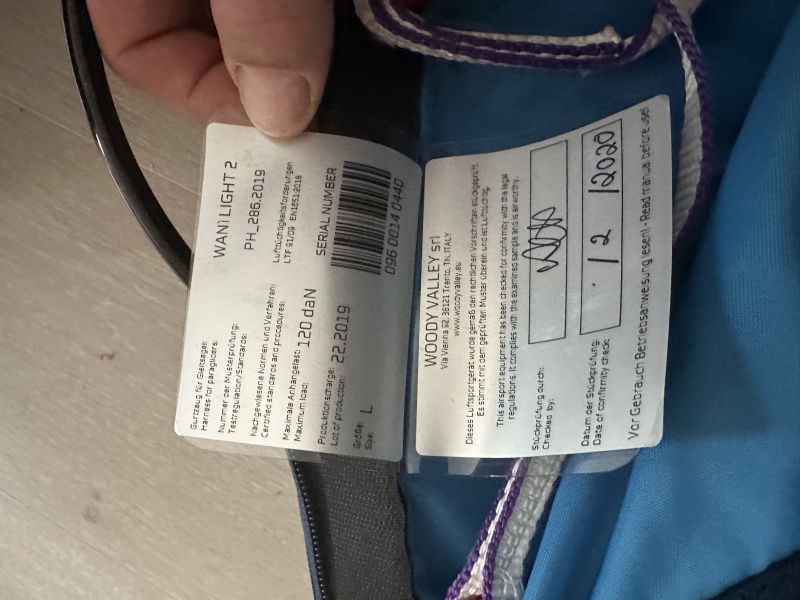 Gurtzeug für Gleitsegel:
Harness for paragliders:
WANI LIGHT 2
Nummer der Musterprüfung:
Testregulation/Standards:
PH_286.2019
Nachgewiesene Normen und Verfahren:
Certified standards and procedures:
Luftsüchtigkeitsforderungen
LTF 91/09 EN1651:2018
Maximale Anhängelast:
Maximum load:
120 daN
Produktionscharge:
Lot of production:
22.2019
SERIAL NUMBER
Größe:
Size:
L
096 0014 0440
WOODY VALLEY srl
Via Vienna 92, 38121 Trento, TN, ITALY
www.woodyvalley.eu
Dieses Luftsportgerät wurde gemäß den rechtlichen Vorschriften stückgeprüft.
Es stimmt mit dem geprüften Muster überein und ist Lufttüchtig.
This airsport equipment has been checked for conformity with the legal
regulations. It complies with the examined sample and is airworthy.
Stückprüfung durch:
Checked by:
Datum der Stückprüfung:
Date of conformity check:
12/2020
Vor Gebrauch Betriebsanweisung lesen! - Read manual before use!